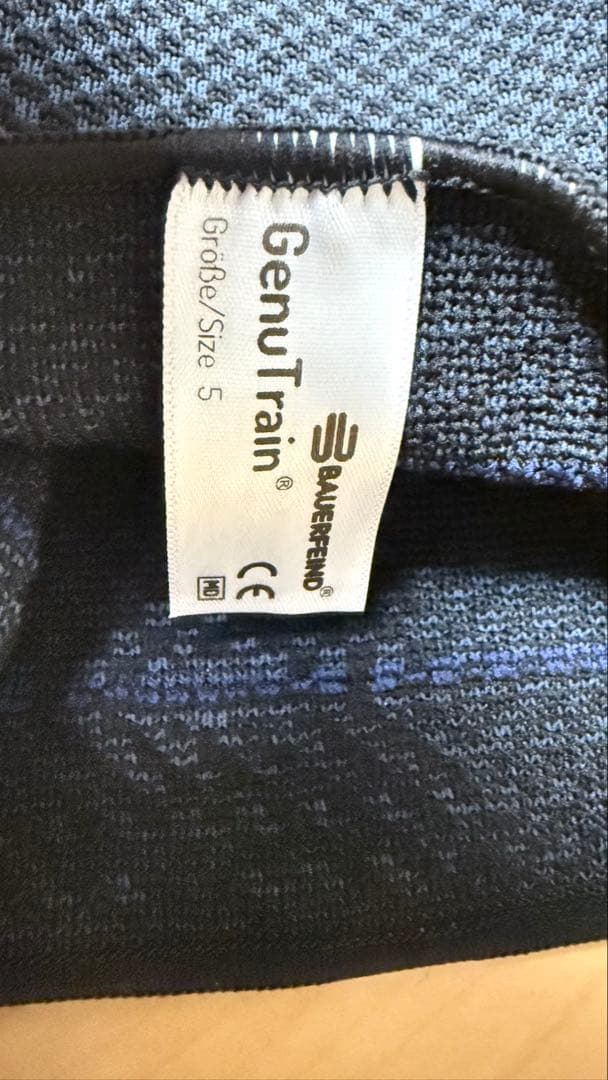 BAUERFEIND®
GenuTrain®
Größe/Size 5
CE
MD